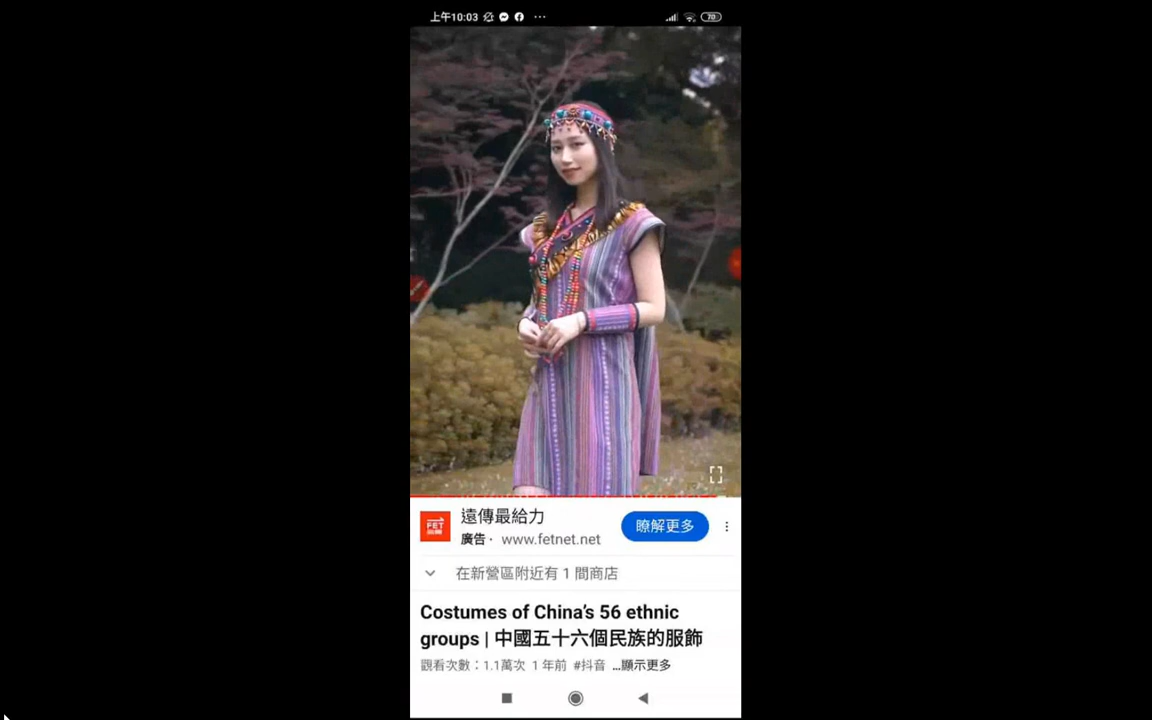 上午10:03
70
FET
遠傳最給力
瞭解更多
廣告· www.fetnet.net
在新營區附近有 1 間商店
Costumes of China’s 56 ethnic
groups | 中國五十六個民族的服飾
觀看次數：1.1萬次 1 年前 #抖音 ...顯示更多